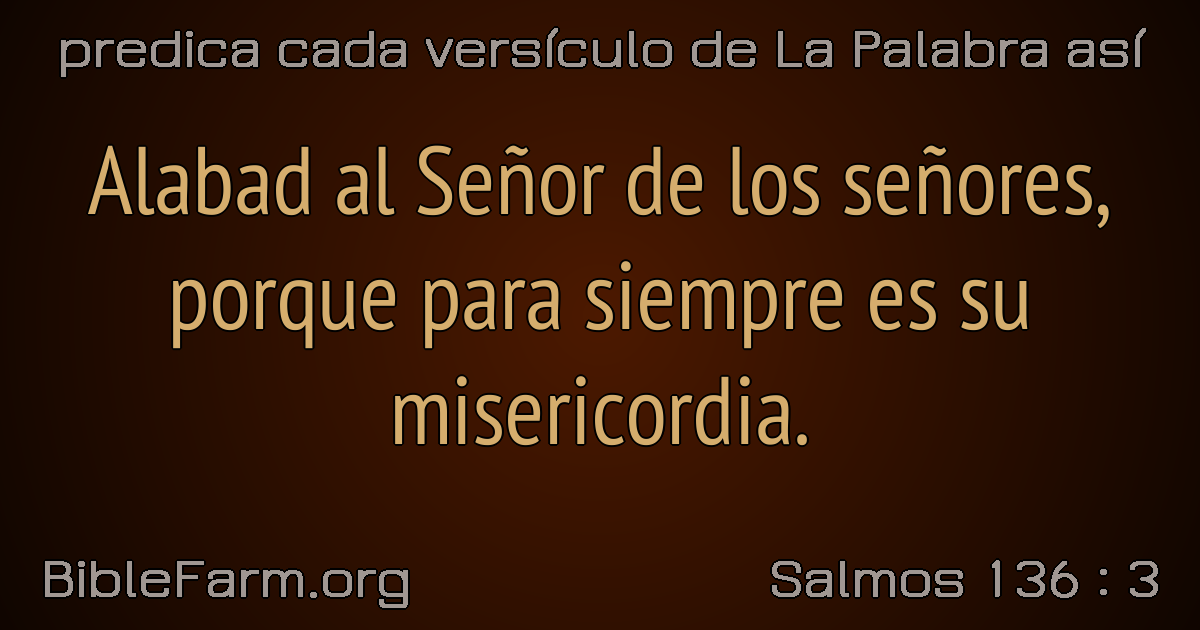 predica cada versículo de La Palabra así
Alabad al Señor de los señores,
porque para siempre es su
misericordia.
BibleFarm.org
Salmos 136 : 3